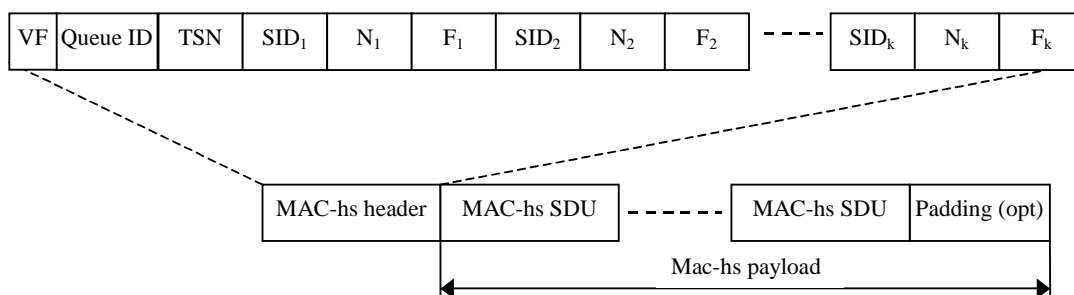 VF Queue ID TSN SID₁ N₁ F₁ SID₂ N₂ F₂ SIDₖ Nₖ Fₖ
MAC-hs header MAC-hs SDU MAC-hs SDU Padding (opt)
Mac-hs payload